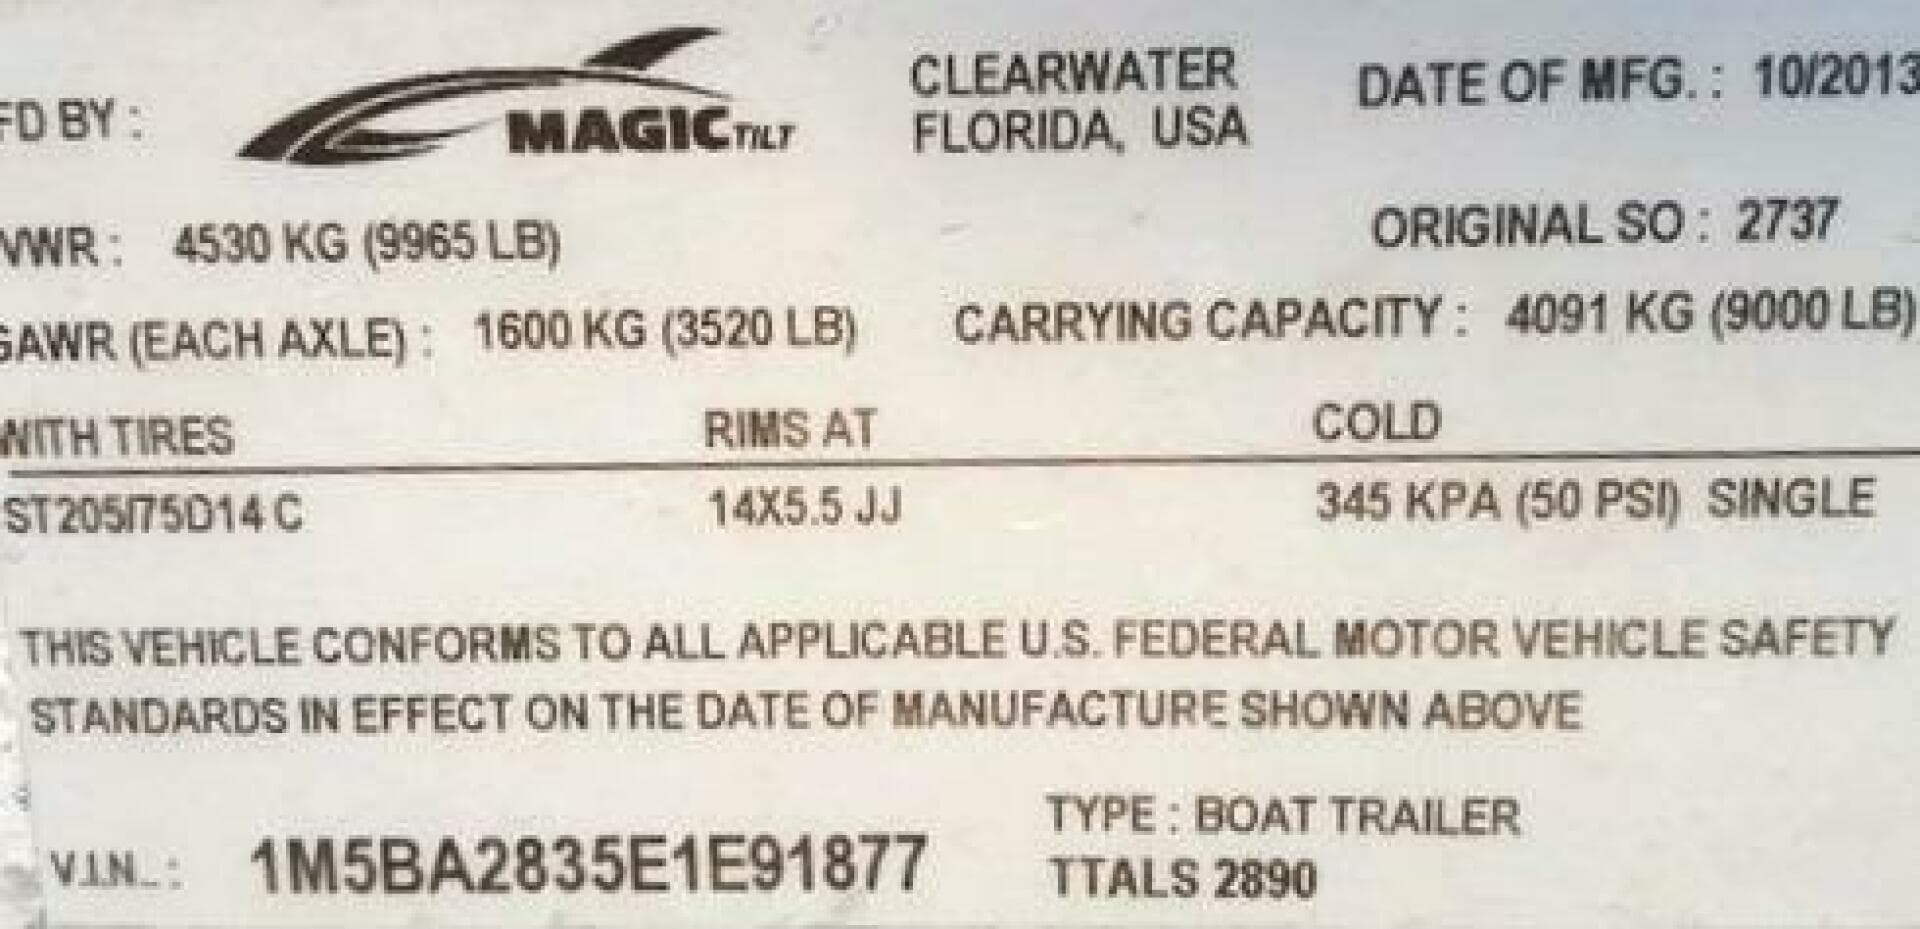 FD BY : MAGIC TILT CLEARWATER FLORIDA, USA DATE OF MFG. : 10/2013
VWR : 4530 KG (9965 LB) ORIGINAL SO : 2737
GAWR (EACH AXLE) : 1600 KG (3520 LB) CARRYING CAPACITY : 4091 KG (9000 LB)
WITH TIRES RIMS AT COLD
ST205/75D14 C 14X5.5 JJ 345 KPA (50 PSI) SINGLE
THIS VEHICLE CONFORMS TO ALL APPLICABLE U.S. FEDERAL MOTOR VEHICLE SAFETY
STANDARDS IN EFFECT ON THE DATE OF MANUFACTURE SHOWN ABOVE
V.I.N. : 1M5BA2835E1E91877 TYPE : BOAT TRAILER
TTALS 2890